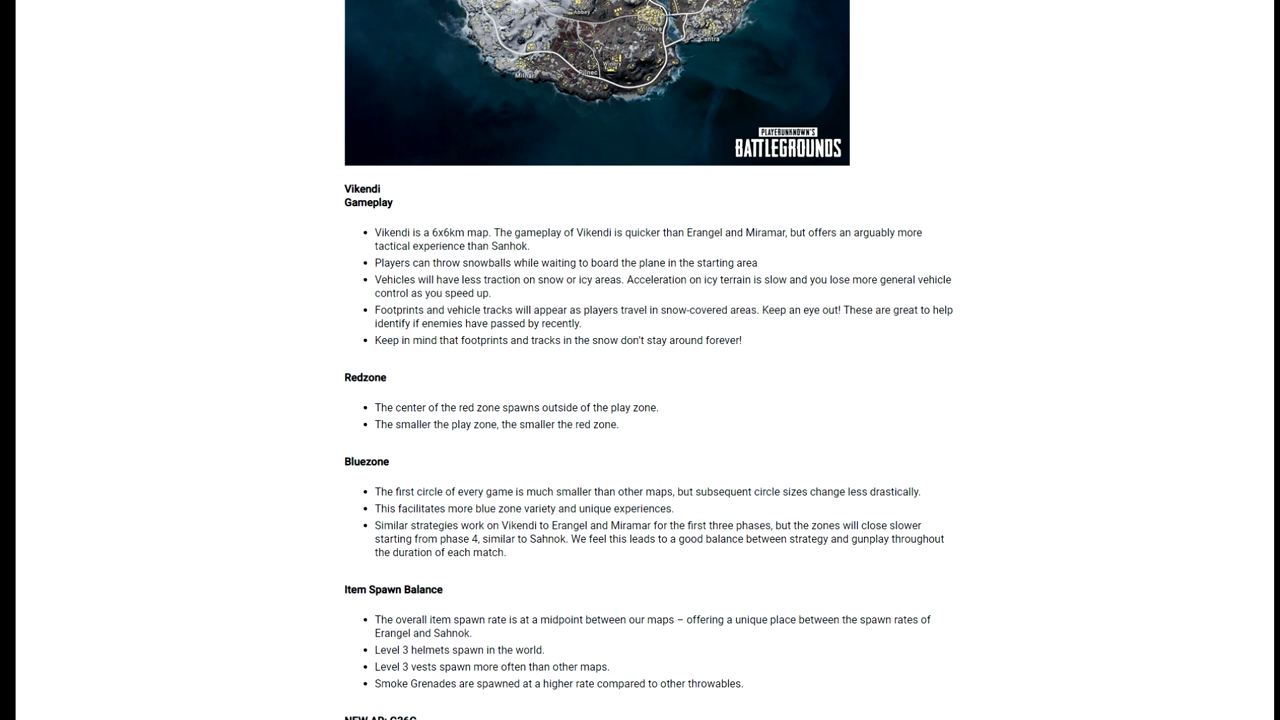 Volnova
Cantra
Milnar
Pilnec
PLAYERUNKNOWN'S
BATTLEGROUNDS
Vikendi
Gameplay
• Vikendi is a 6x6km map. The gameplay of Vikendi is quicker than Erangel and Miramar, but offers an arguably more
tactical experience than Sanhok.
• Players can throw snowballs while waiting to board the plane in the starting area
• Vehicles will have less traction on snow or icy areas. Acceleration on icy terrain is slow and you lose more general vehicle
control as you speed up.
• Footprints and vehicle tracks will appear as players travel in snow-covered areas. Keep an eye out! These are great to help
identify if enemies have passed by recently.
• Keep in mind that footprints and tracks in the snow don't stay around forever!
Redzone
• The center of the red zone spawns outside of the play zone.
• The smaller the play zone, the smaller the red zone.
Bluezone
• The first circle of every game is much smaller than other maps, but subsequent circle sizes change less drastically.
• This facilitates more blue zone variety and unique experiences.
• Similar strategies work on Vikendi to Erangel and Miramar for the first three phases, but the zones will close slower
starting from phase 4, similar to Sahnok. We feel this leads to a good balance between strategy and gunplay throughout
the duration of each match.
Item Spawn Balance
• The overall item spawn rate is at a midpoint between our maps – offering a unique place between the spawn rates of
Erangel and Sahnok.
• Level 3 helmets spawn in the world.
• Level 3 vests spawn more often than other maps.
• Smoke Grenades are spawned at a higher rate compared to other throwables.
NEW AR: G36C